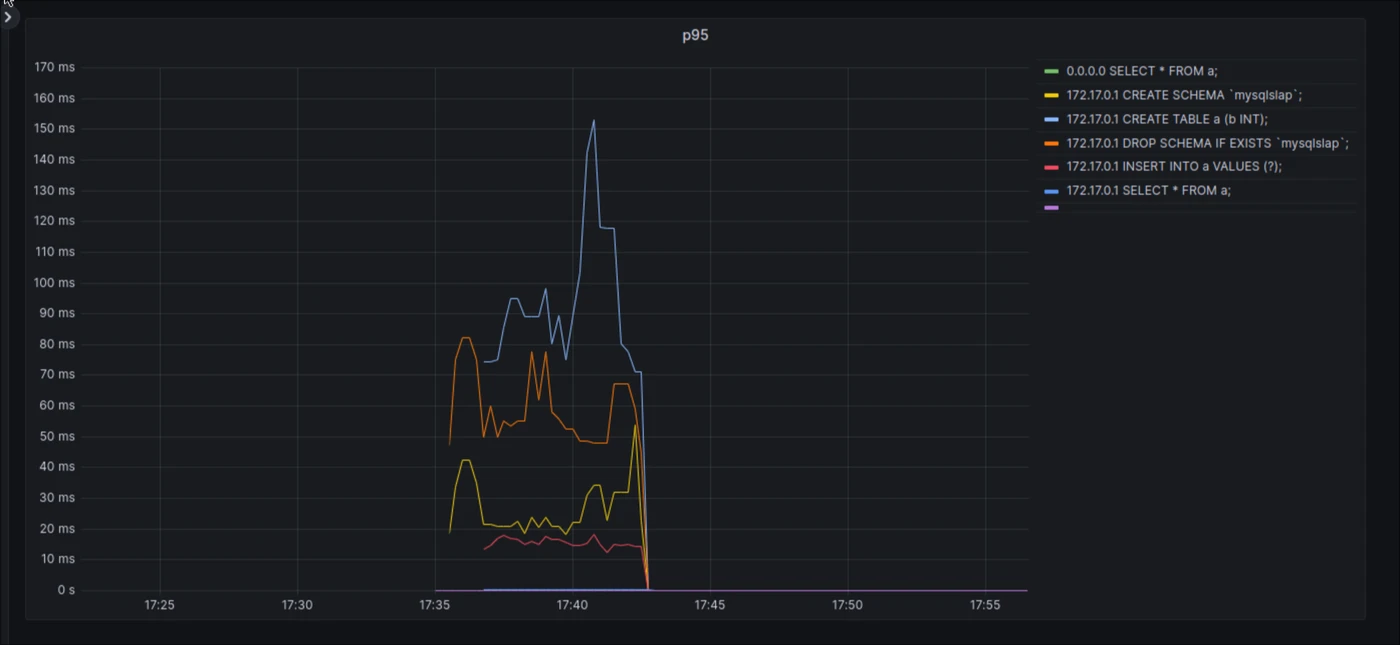 p95
170 ms
160 ms
150 ms
140 ms
130 ms
120 ms
110 ms
100 ms
90 ms
80 ms
70 ms
60 ms
50 ms
40 ms
30 ms
20 ms
10 ms
0 s
17:25 17:30 17:35 17:40 17:45 17:50 17:55
0.0.0.0 SELECT * FROM a;
172.17.0.1 CREATE SCHEMA `mysqlslap`;
172.17.0.1 CREATE TABLE a (b INT);
172.17.0.1 DROP SCHEMA IF EXISTS `mysqlslap`;
172.17.0.1 INSERT INTO a VALUES (?);
172.17.0.1 SELECT * FROM a;